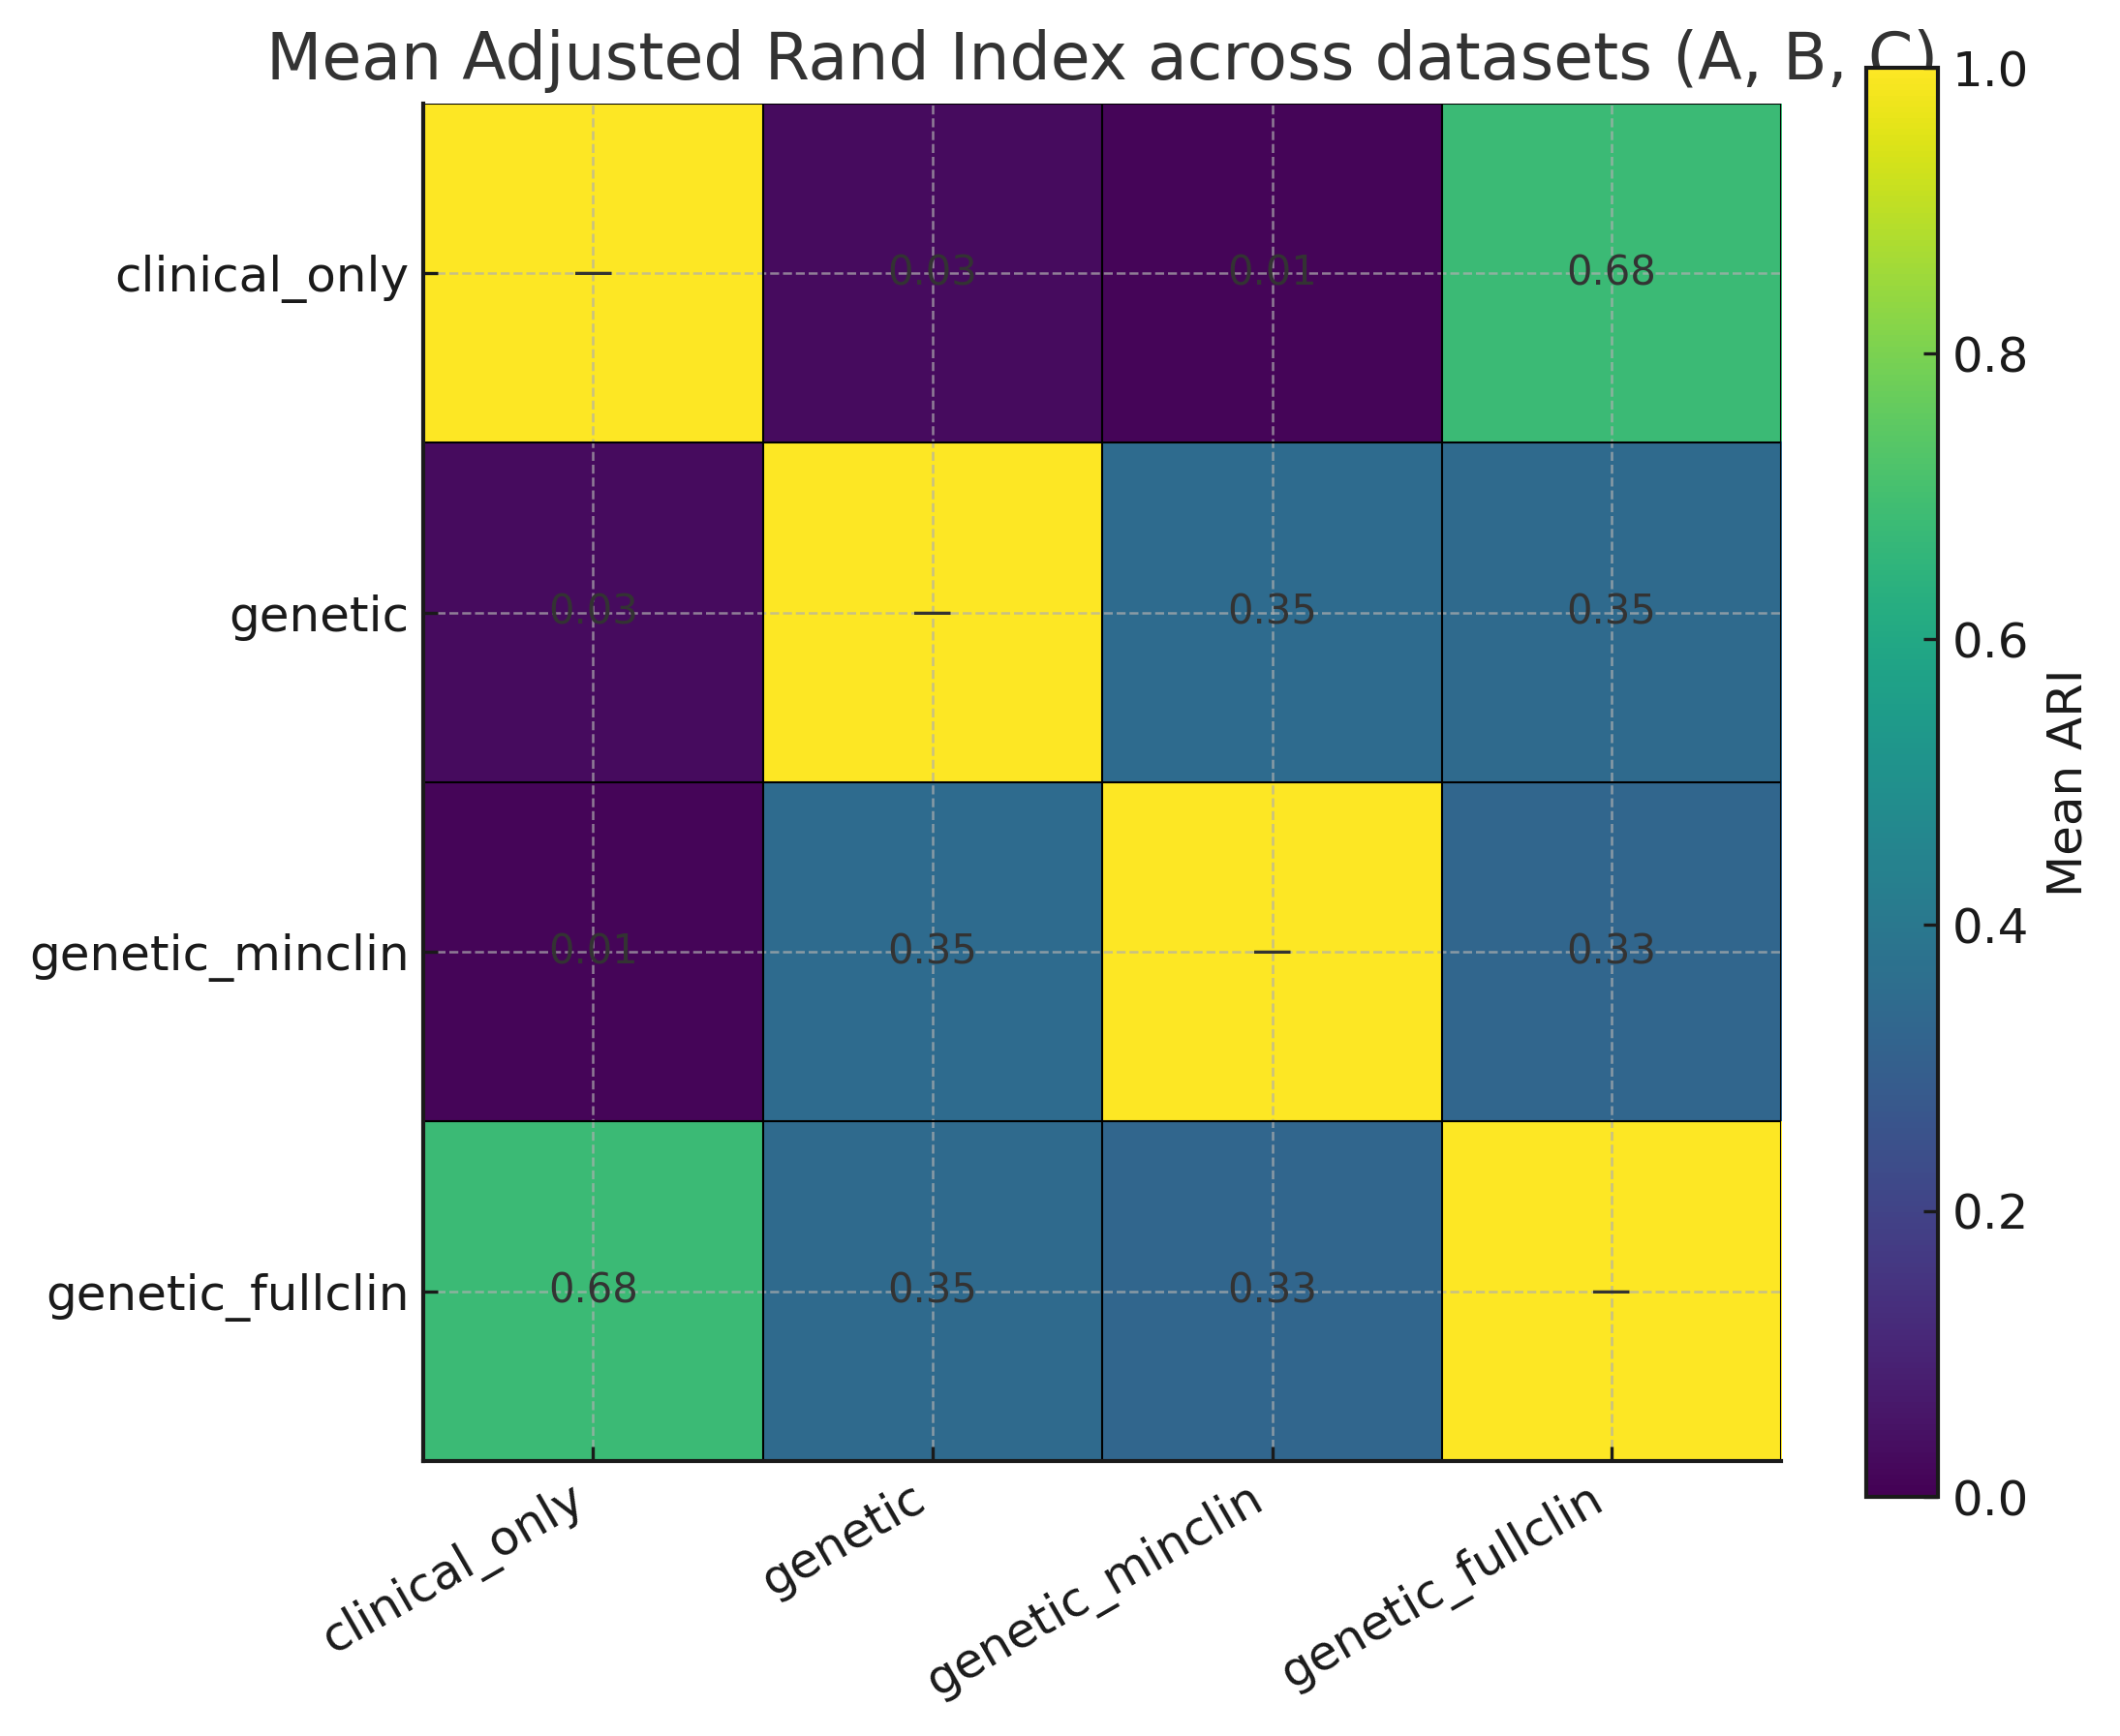 Mean Adjusted Rand Index across datasets (A, B, C)
clinical_only — 0.03 0.01 0.68
genetic 0.03 — 0.35 0.35
genetic_minclin 0.01 0.35 — 0.33
genetic_fullclin 0.68 0.35 0.33 —
clinical_only genetic genetic_minclin genetic_fullclin
1.0
0.8
0.6
0.4
0.2
0.0
Mean ARI